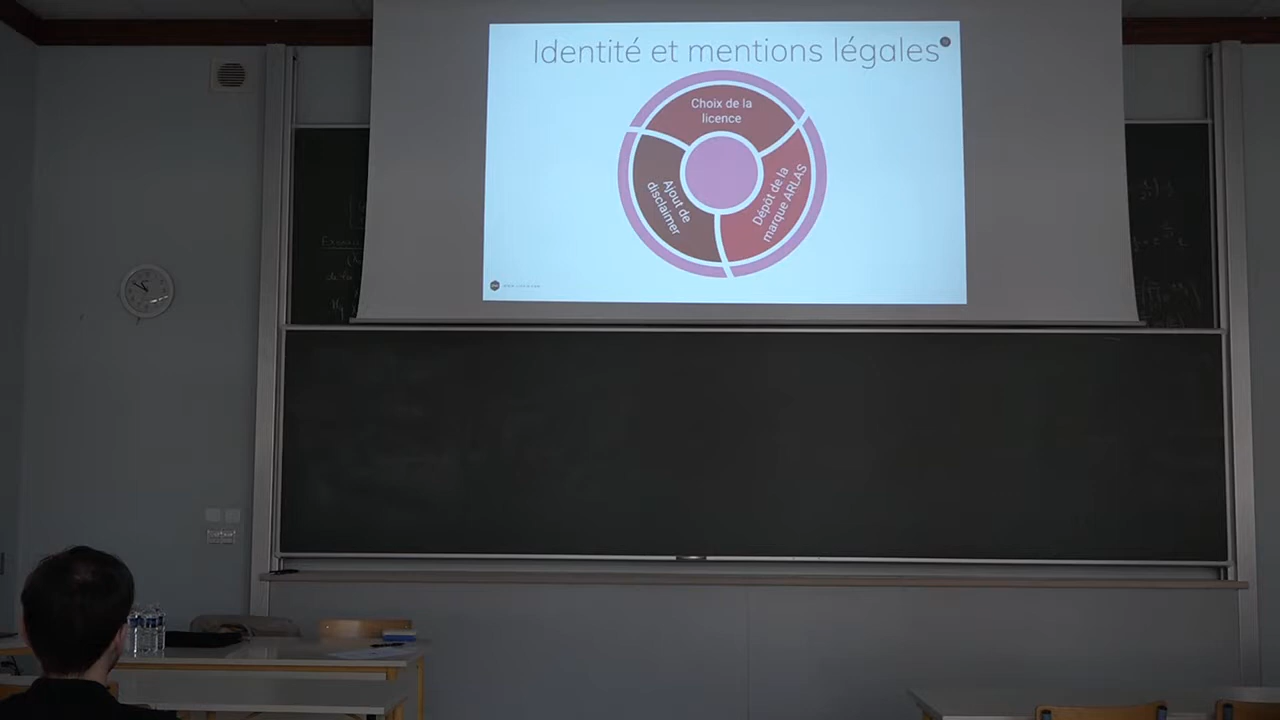 Identité et mentions légales
Choix de la
licence
Dépôt de la
marque ARLAS
Ajout de
disclaimer